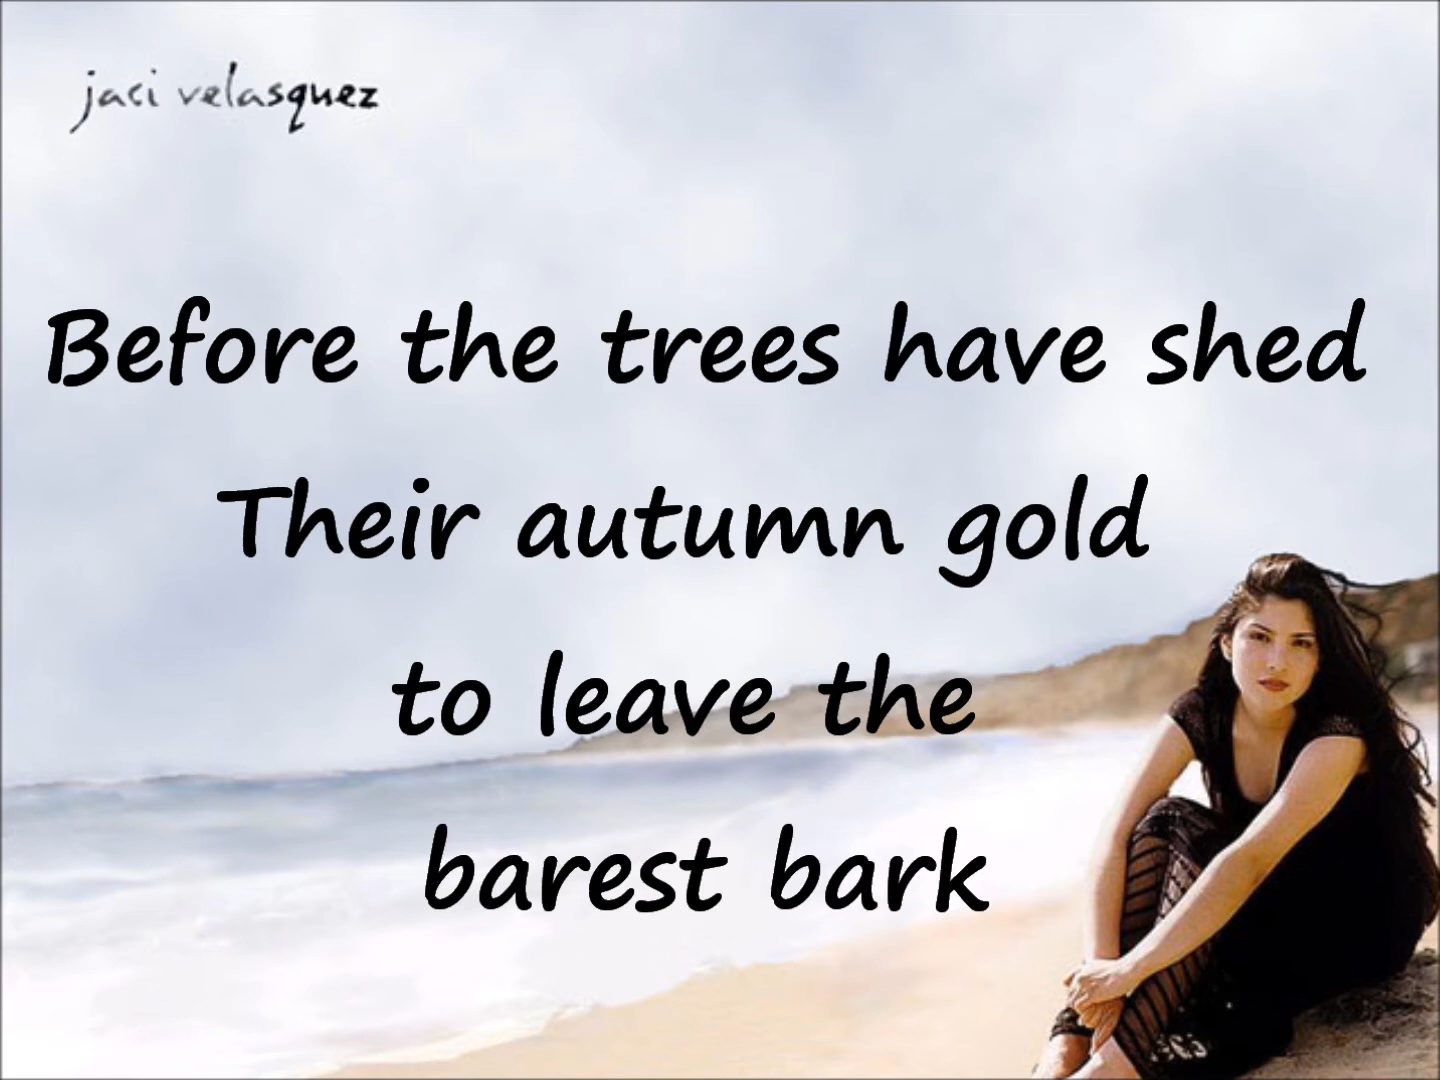 jaci velasquez
Before the trees have shed
Their autumn gold
to leave the
barest bark